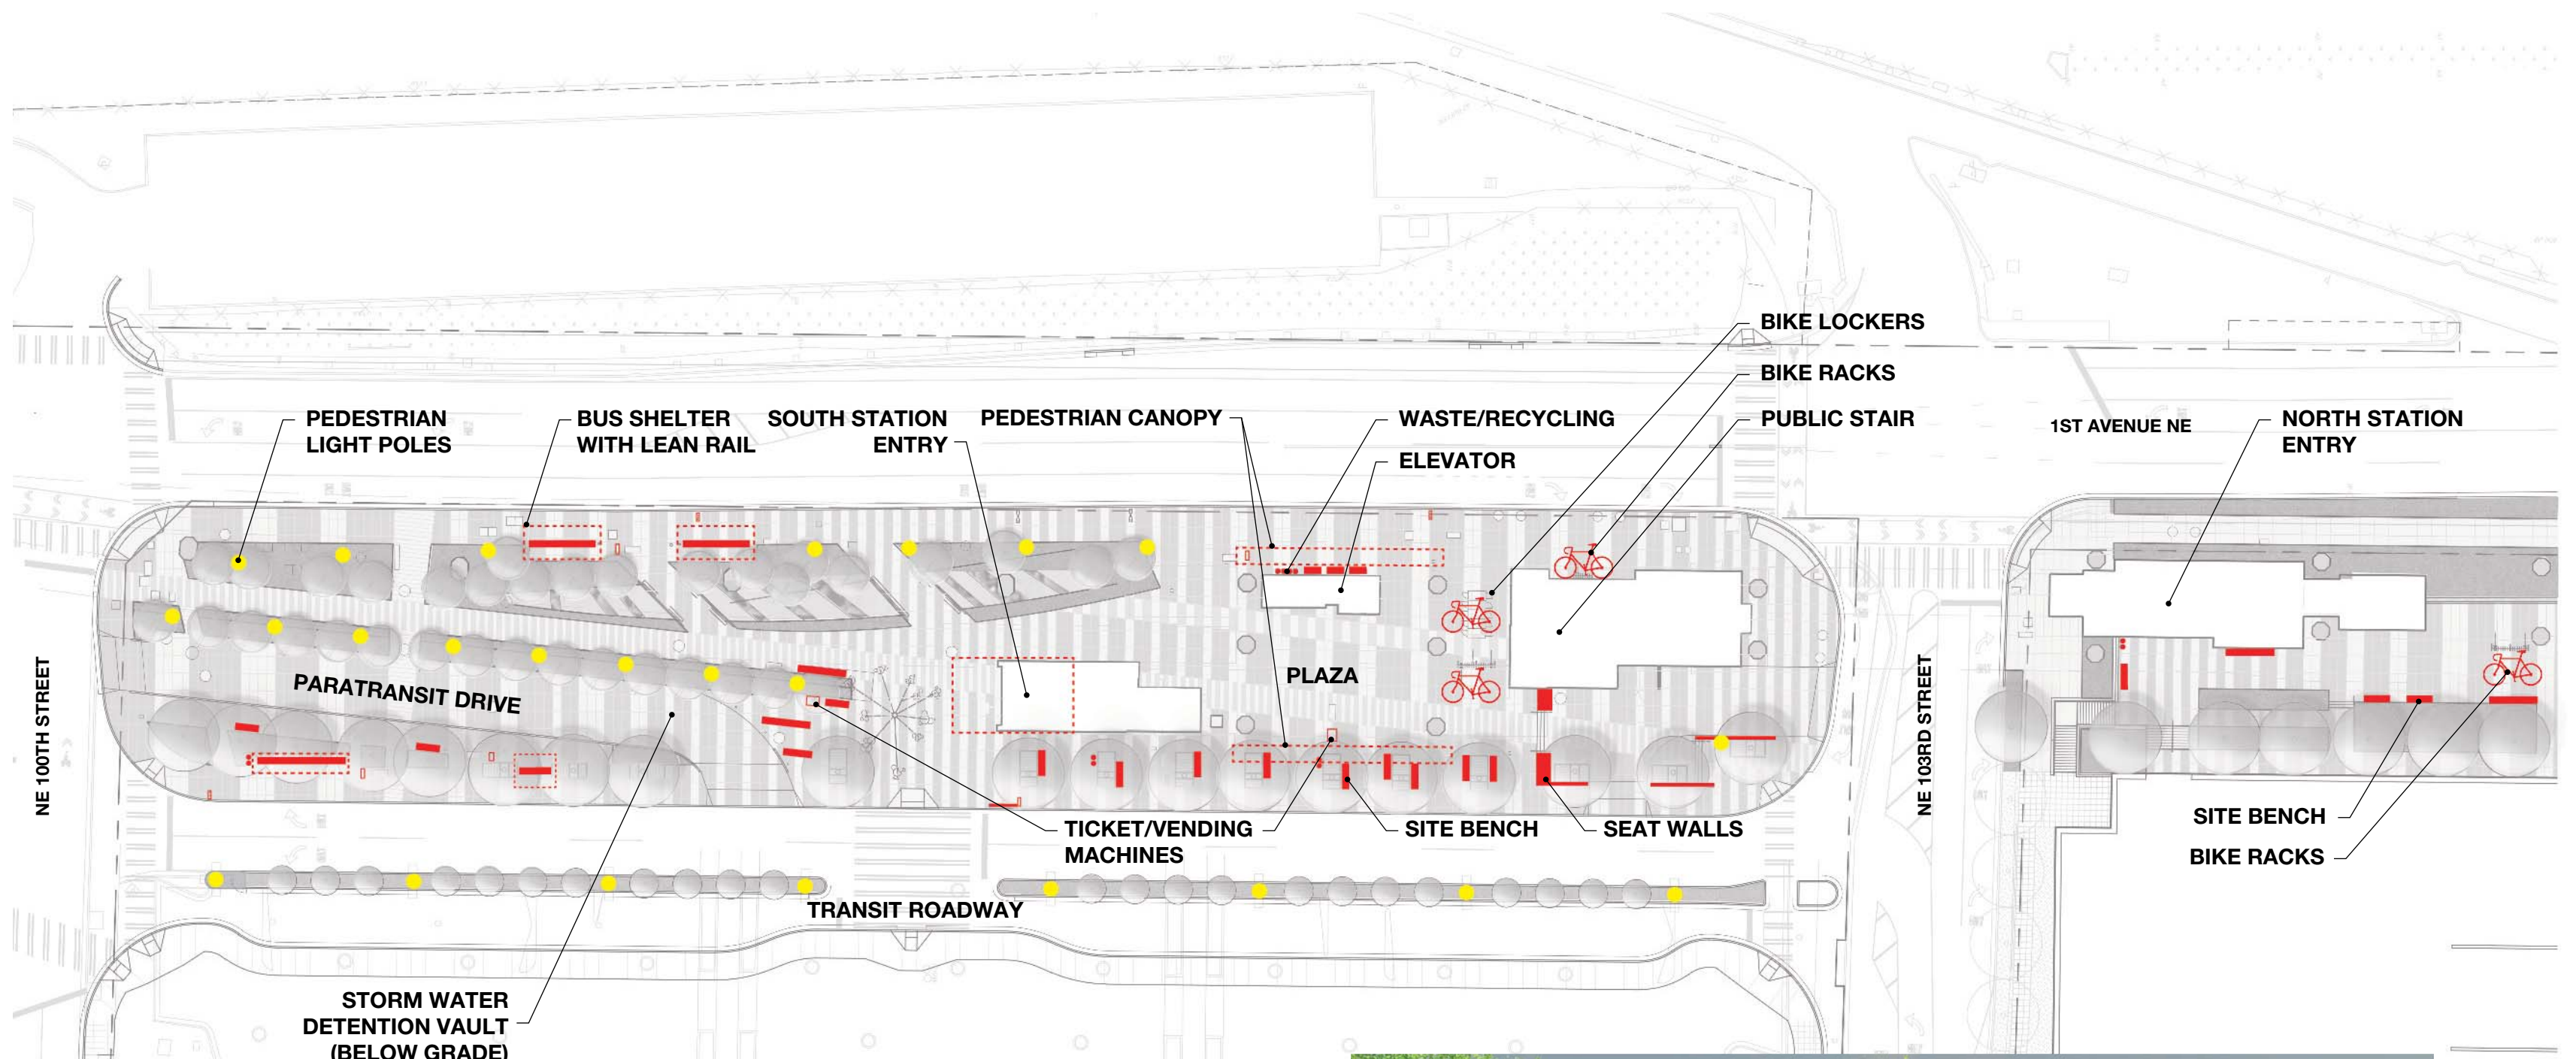 BIKE LOCKERS
BIKE RACKS
PEDESTRIAN
LIGHT POLES
BUS SHELTER
WITH LEAN RAIL
SOUTH STATION
ENTRY
PEDESTRIAN CANOPY
WASTE/RECYCLING
ELEVATOR
PUBLIC STAIR
1ST AVENUE NE
NORTH STATION
ENTRY
NE 100TH STREET
PARATRANSIT DRIVE
PLAZA
NE 103RD STREET
TICKET/VENDING
MACHINES
SITE BENCH
SEAT WALLS
SITE BENCH
BIKE RACKS
TRANSIT ROADWAY
STORM WATER
DETENTION VAULT
(BELOW GRADE)